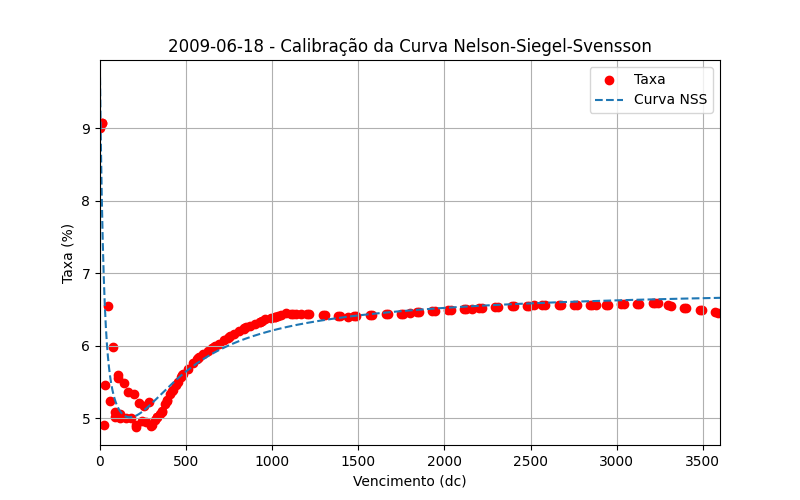 2009-06-18 - Calibração da Curva Nelson-Siegel-Svensson
Taxa
Curva NSS
Taxa (%)
9
8
7
6
5
0 500 1000 1500 2000 2500 3000 3500
Vencimento (dc)